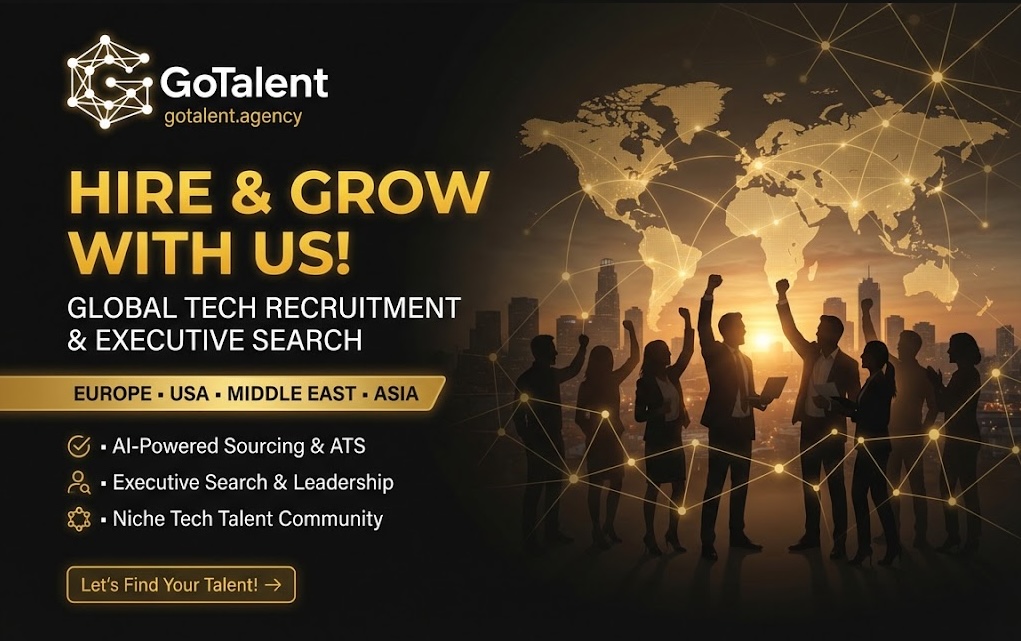 GoTalent
gotalent.agency
HIRE & GROW
WITH US!
GLOBAL TECH RECRUITMENT
& EXECUTIVE SEARCH
EUROPE ▪ USA ▪ MIDDLE EAST ▪ ASIA
▪ AI-Powered Sourcing & ATS
▪ Executive Search & Leadership
▪ Niche Tech Talent Community
Let's Find Your Talent! →